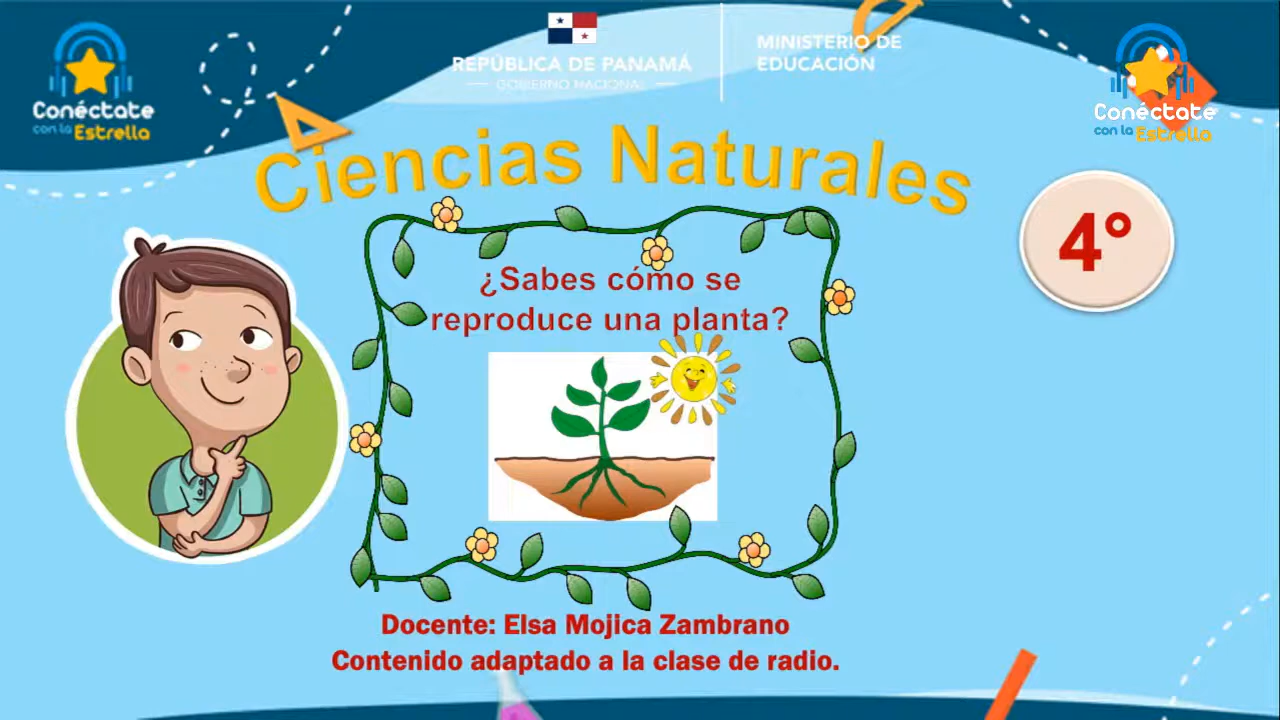 REPÚBLICA DE PANAMÁ
GOBIERNO NACIONAL
MINISTERIO DE
EDUCACIÓN
Conéctate
con la Estrella
Conéctate
con la Estrella
Ciencias Naturales
4°
¿Sabes cómo se
reproduce una planta?
Docente: Elsa Mojica Zambrano
Contenido adaptado a la clase de radio.